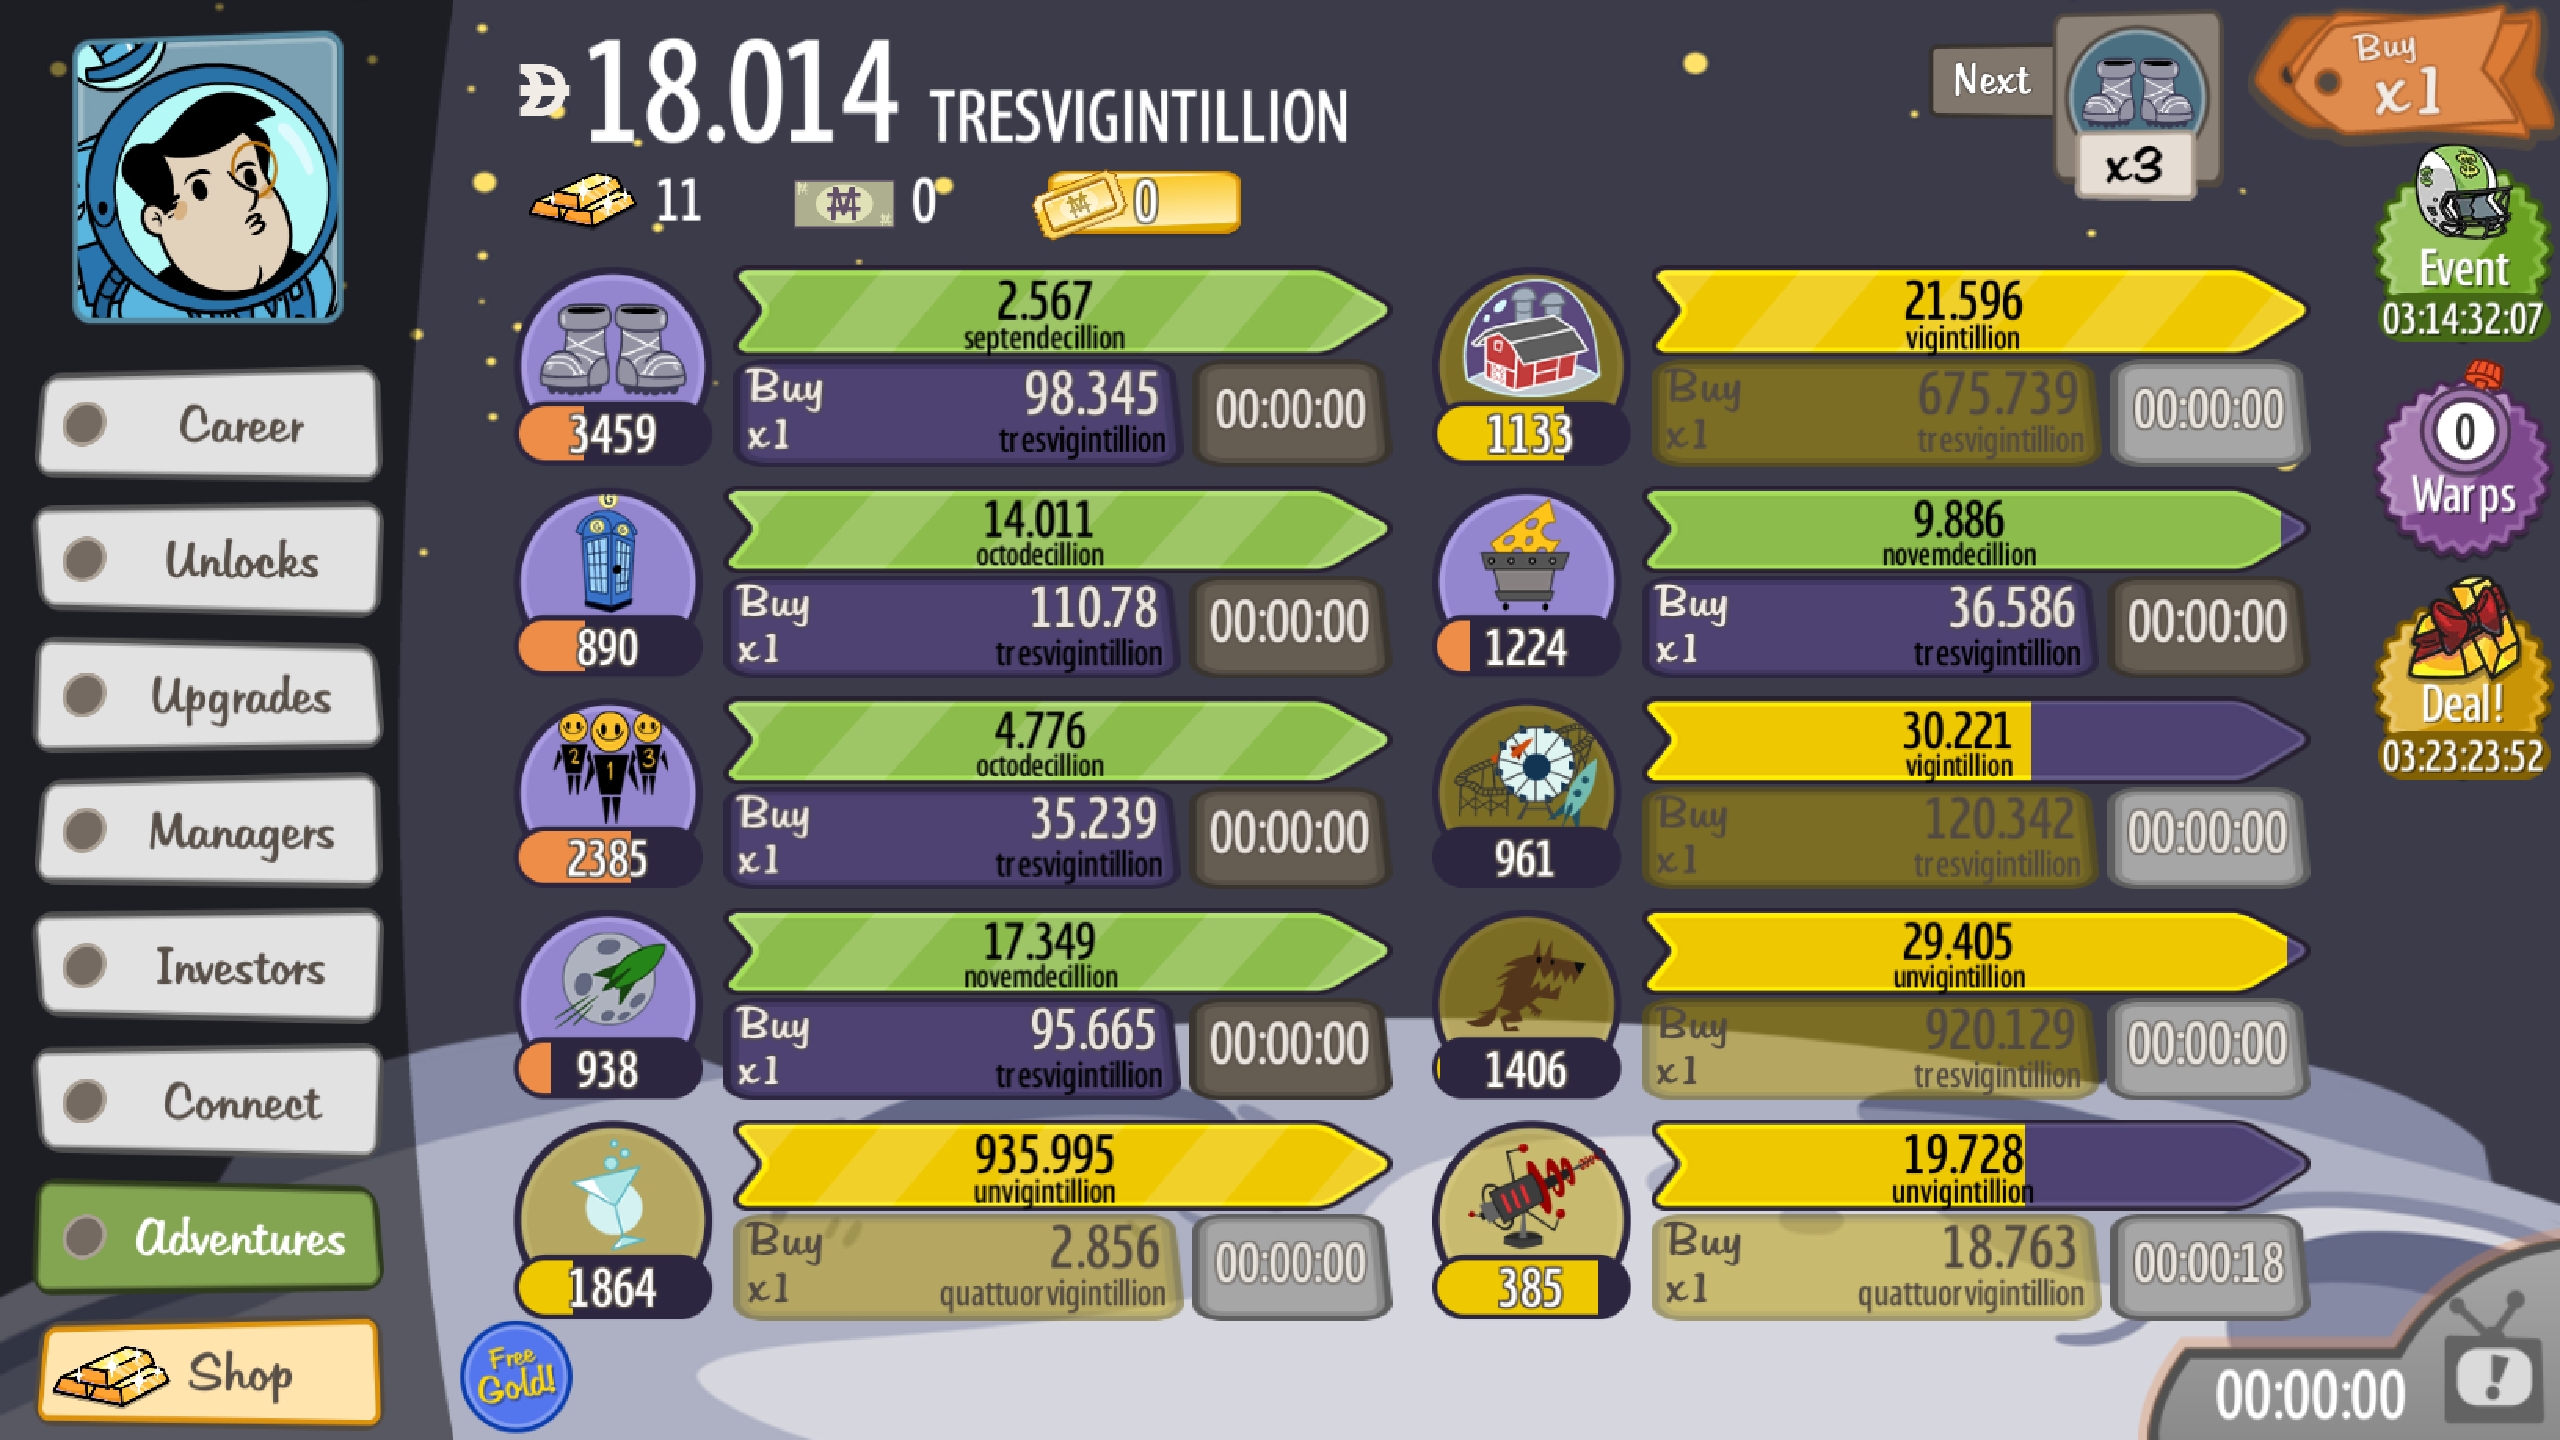 18.014 TRESVIGINTILLION
Next
x3
Buy
x1
11
0
0
Career
Unlocks
Upgrades
Managers
Investors
Connect
Adventures
Shop
Free
Gold!
2.567
septendecillion
3459
Buy
x1
98.345
tresvigintillion
00:00:00
14.011
octodecillion
890
Buy
x1
110.78
tresvigintillion
00:00:00
2 1 3
4.776
octodecillion
2385
Buy
x1
35.239
tresvigintillion
00:00:00
17.349
novemdecillion
938
Buy
x1
95.665
tresvigintillion
00:00:00
935.995
unvigintillion
1864
Buy
x1
2.856
quattuorvigintillion
00:00:00
21.596
vigintillion
1133
Buy
x1
675.739
tresvigintillion
00:00:00
9.886
novemdecillion
1224
Buy
x1
36.586
tresvigintillion
00:00:00
30.221
vigintillion
961
Buy
x1
120.342
tresvigintillion
00:00:00
29.405
unvigintillion
1406
Buy
x1
920.129
tresvigintillion
00:00:00
19.728
unvigintillion
385
Buy
x1
18.763
quattuorvigintillion
00:00:18
Event
03:14:32:07
0
Warps
Deal!
03:23:23:52
00:00:00
!